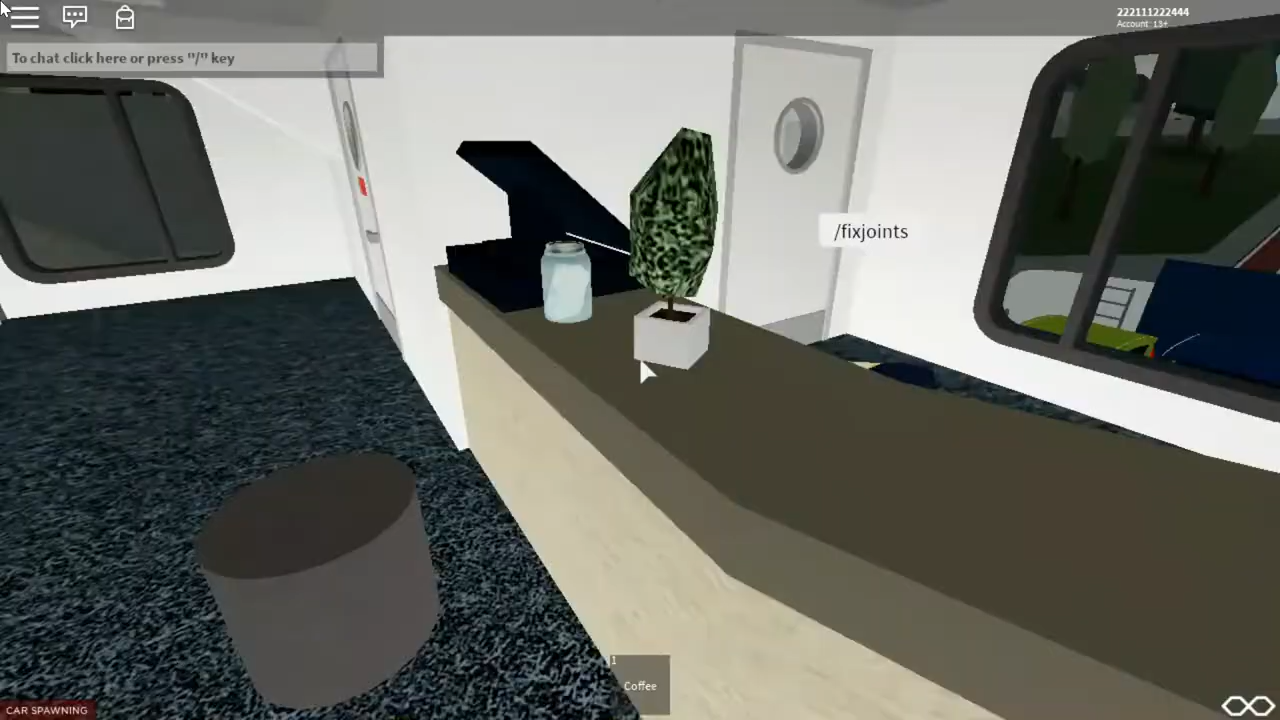 222111222444
Account: 13+
To chat click here or press "/" key
/fixjoints
1
Coffee
CAR SPAWNING